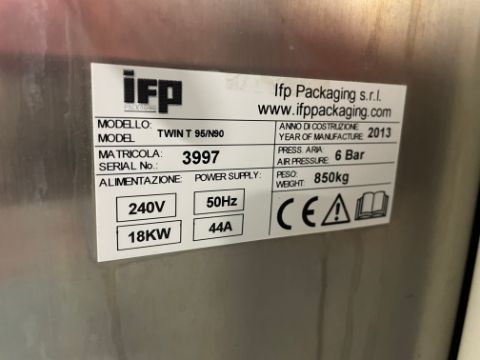 ifp
Ifp Packaging s.r.l.
www.ifppackaging.com
MODELLO:
MODEL TWIN T 95/N90
ANNO DI COSTRUZIONE
YEAR OF MANUFACTURE 2013
MATRICOLA:
SERIAL No.: 3997
PRESS. ARIA:
AIR PRESSURE: 6 Bar
ALIMENTAZIONE: POWER SUPPLY:
240V 50Hz
18KW 44A
PESO:
WEIGHT: 850kg
CE